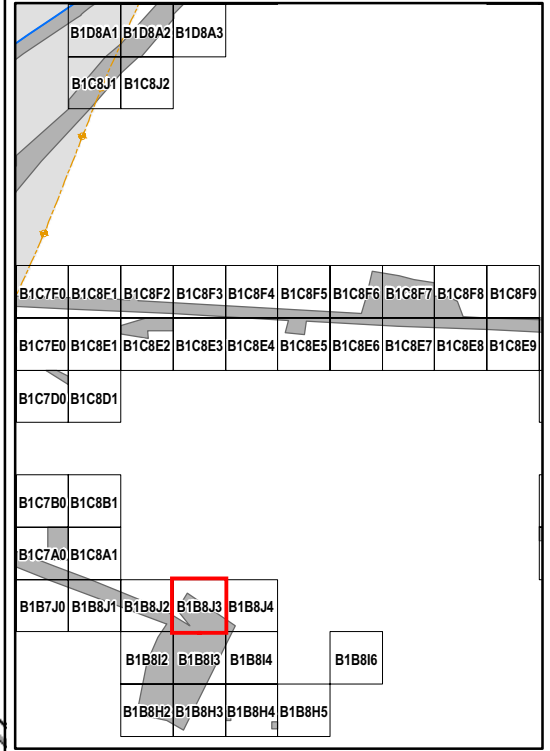 B1D8A1 B1D8A2 B1D8A3
B1C8J1 B1C8J2
B1C7F0 B1C8F1 B1C8F2 B1C8F3 B1C8F4 B1C8F5 B1C8F6 B1C8F7 B1C8F8 B1C8F9
B1C7E0 B1C8E1 B1C8E2 B1C8E3 B1C8E4 B1C8E5 B1C8E6 B1C8E7 B1C8E8 B1C8E9
B1C7D0 B1C8D1
B1C7B0 B1C8B1
B1C7A0 B1C8A1
B1B7J0 B1B8J1 B1B8J2 B1B8J3 B1B8J4
B1B8I2 B1B8I3 B1B8I4 B1B8I6
B1B8H2 B1B8H3 B1B8H4 B1B8H5